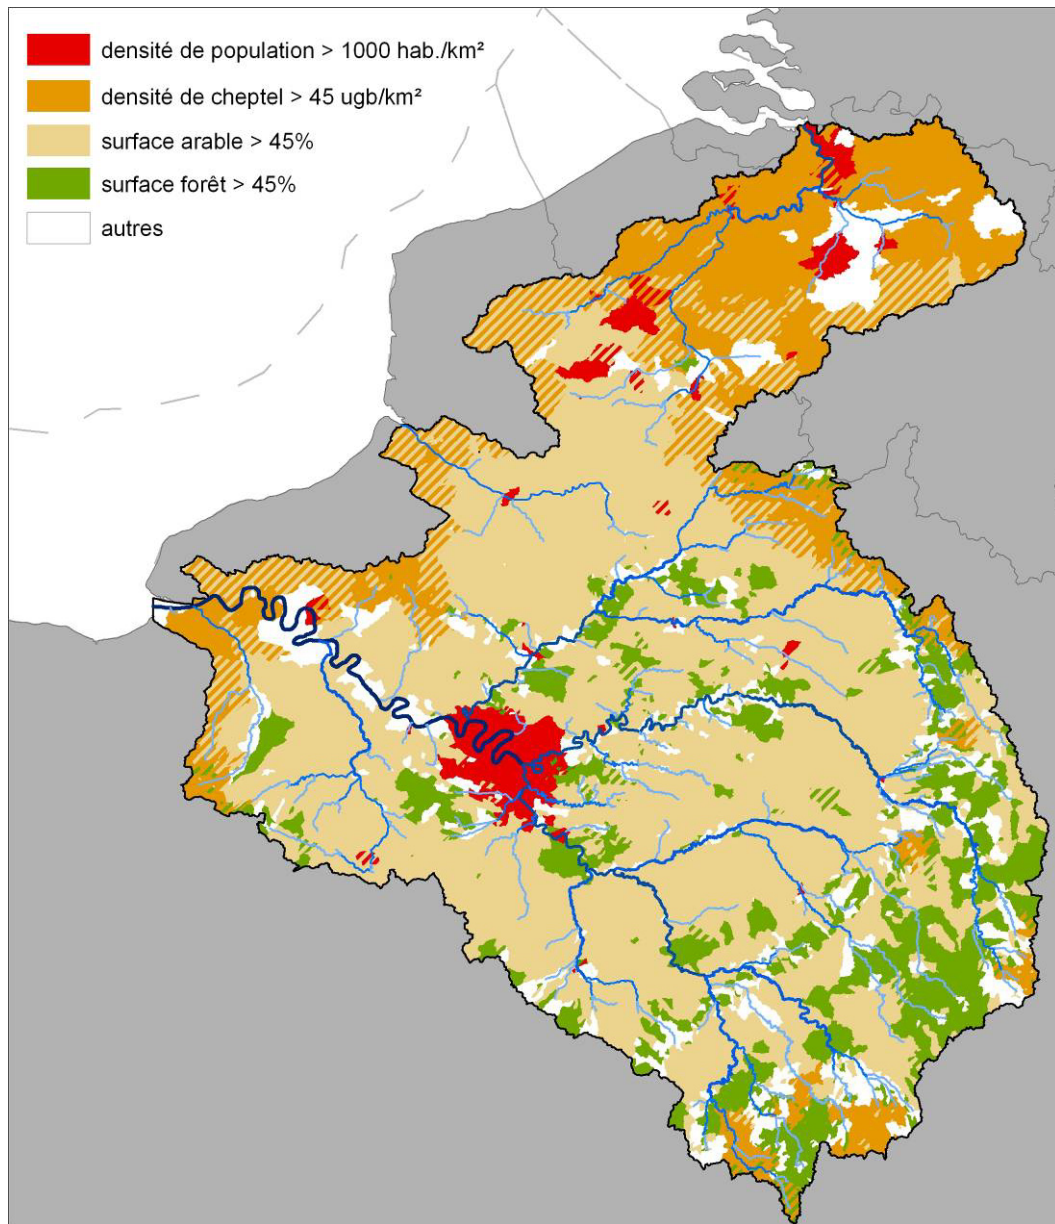 densité de population > 1000 hab./km²
densité de cheptel > 45 ugb/km²
surface arable > 45%
surface forêt > 45%
autres